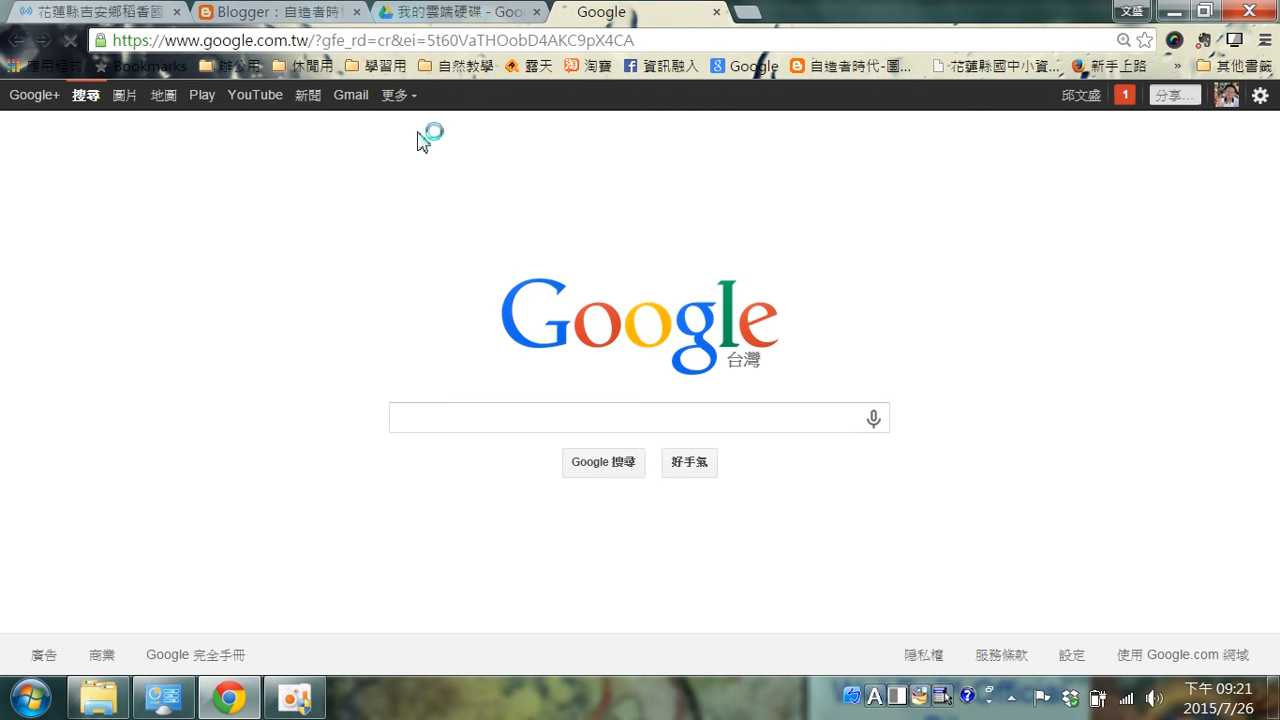 花蓮縣吉安鄉稻香國 Blogger：自造者時 我的雲端硬碟 - Goo Google 文盛
https://www.google.com.tw/?gfe_rd=cr&ei=5t60VaTHOobD4AKC9pX4CA
應用程式 Bookmarks 辦公用 休閒用 學習用 自然教學 露天 淘寶 資訊融入 Google 自造者時代-圖... 花蓮縣國中小資... 新手上路 » 其他書籤
Google+ 搜尋 圖片 地圖 Play YouTube 新聞 Gmail 更多 邱文盛 1 分享...
Google
台灣
Google 搜尋 好手氣
廣告 商業 Google 完全手冊 隱私權 服務條款 設定 使用 Google.com 網域
下午 09:21
2015/7/26